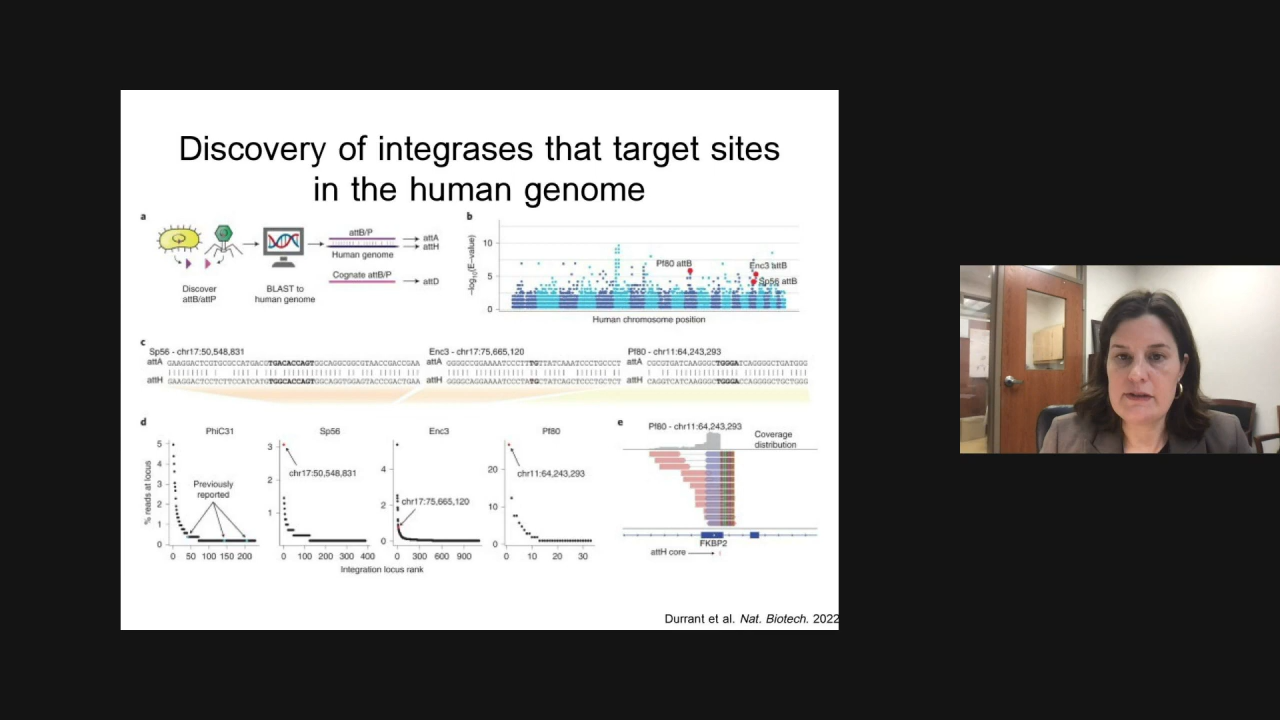 Discovery of integrases that target sites
in the human genome
a
attB/P
attA
attH
Human genome
Cognate attB/P
attD
Discover
attB/attP
BLAST to
human genome
b
−log10(E−value)
10
5
0
Pf80 attB
Enc3 attB
Sp56 attB
Human chromosome position
c
Sp56 - chr17:50,548,831
attA
attH
Enc3 - chr17:75,665,120
attA
attH
Pf80 - chr11:64,243,293
attA
attH
d
PhiC31
% reads at locus
5
4
3
2
1
0
Previously
reported
0 50 100 150 200
Sp56
3
2
1
chr17:50,548,831
0 100 200 300 400
Enc3
4
2
0
chr17:75,665,120
0 300 600 900
Pf80
20
10
0
chr11:64,243,293
0 10 20 30
Integration locus rank
e
Pf80 - chr11:64,243,293
Coverage
distribution
FKBP2
attH core
Durrant et al. Nat. Biotech. 2022